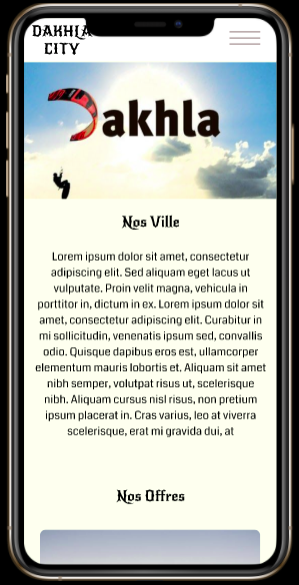 DAKHLA
CITY
Dakhla
Nos Ville
Lorem ipsum dolor sit amet, consectetur
adipiscing elit. Sed aliquam eget lacus ut
vulputate. Proin velit magna, vehicula in
porttitor in, dictum in ex. Lorem ipsum dolor sit
amet, consectetur adipiscing elit. Curabitur in
mi sollicitudin, venenatis ipsum sed, convallis
odio. Quisque dapibus eros est, ullamcorper
elementum mauris lobortis et. Aliquam sit amet
nibh semper, volutpat risus ut, scelerisque
nibh. Aliquam cursus nisl risus, non pretium
ipsum placerat in. Cras varius, leo at viverra
scelerisque, erat mi gravida dui, at
Nos Offres